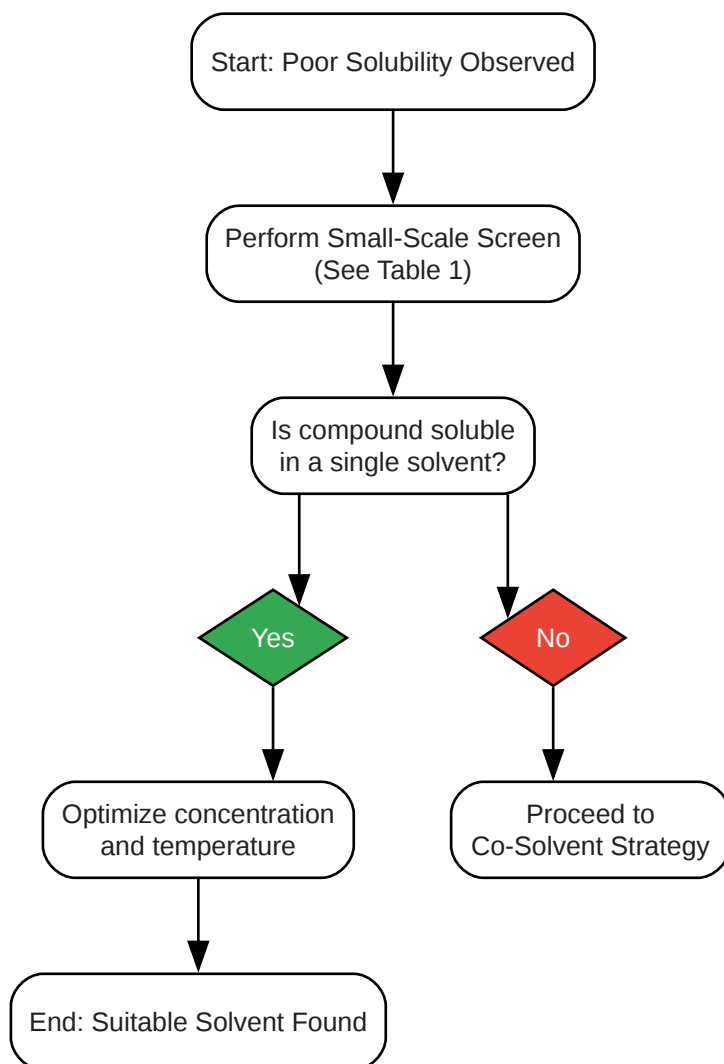 Start: Poor Solubility Observed
Perform Small-Scale Screen
(See Table 1)
Is compound soluble
in a single solvent?
Yes
No
Optimize concentration
and temperature
Proceed to
Co-Solvent Strategy
End: Suitable Solvent Found